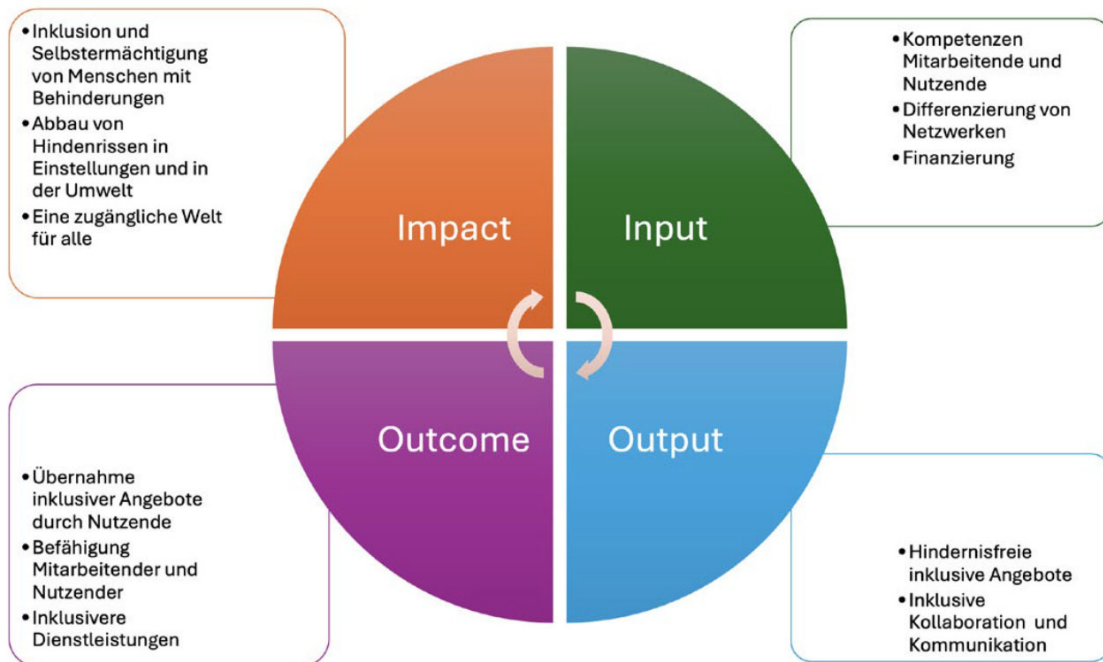 • Inklusion und
Selbstermächtigung
von Menschen mit
Behinderungen
• Abbau von
Hindenrissen in
Einstellungen und in
der Umwelt
• Eine zugängliche Welt
für alle
Impact
Input
• Kompetenzen
Mitarbeitende und
Nutzende
• Differenzierung von
Netzwerken
• Finanzierung
• Übernahme
inklusiver Angebote
durch Nutzende
• Befähigung
Mitarbeitender und
Nutzender
• Inklusivere
Dienstleistungen
Outcome
Output
• Hindernisfreie
inklusive Angebote
• Inklusive
Kollaboration und
Kommunikation